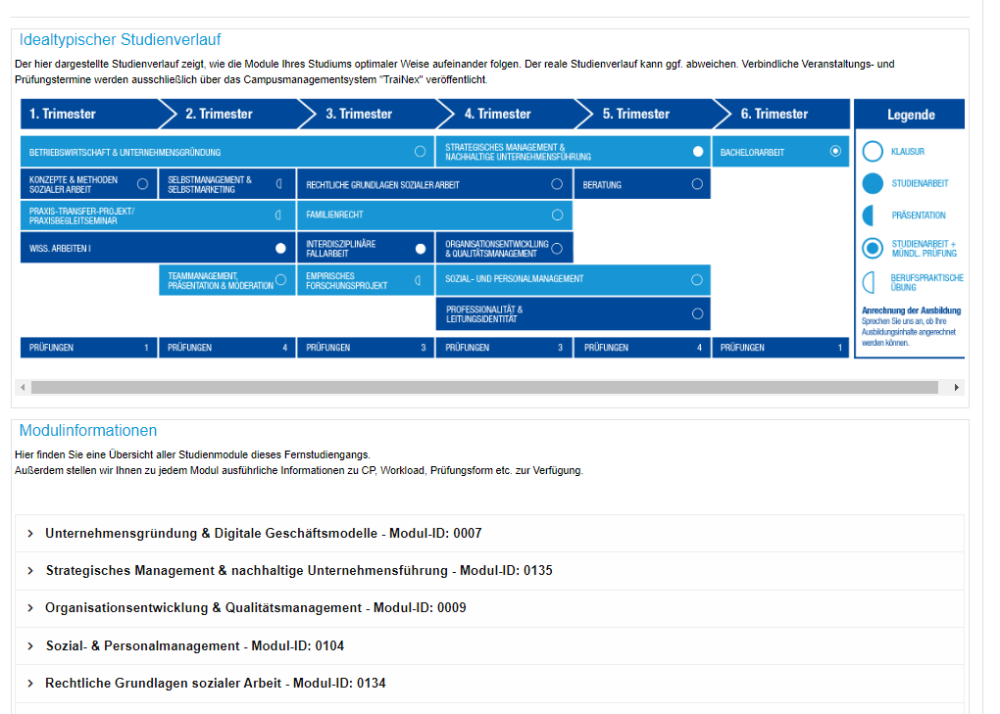 Idealtypischer Studienverlauf
Der hier dargestellte Studienverlauf zeigt, wie die Module Ihres Studiums optimaler Weise aufeinander folgen. Der reale Studienverlauf kann ggf. abweichen. Verbindliche Veranstaltungs- und
Prüfungstermine werden ausschließlich über das Campusmanagementsystem "TraiNex" veröffentlicht.
1. Trimester
2. Trimester
3. Trimester
4. Trimester
5. Trimester
6. Trimester
BETRIEBSWIRTSCHAFT & UNTERNEHMENSGRÜNDUNG
STRATEGISCHES MANAGEMENT &
NACHHALTIGE UNTERNEHMENSFÜHRUNG
BACHELORARBEIT
KONZEPTE & METHODEN
SOZIALER ARBEIT
SELBSTMANAGEMENT &
SELBSTMARKETING
RECHTLICHE GRUNDLAGEN SOZIALER ARBEIT
BERATUNG
PRAXIS-TRANSFER-PROJEKT/
PRAXISBEGLEITSEMINAR
FAMILIENRECHT
WISS. ARBEITEN I
INTERDISZIPLINÄRE
FALLARBEIT
ORGANISATIONSENTWICKLUNG
& QUALITÄTSMANAGEMENT
TEAMMANAGEMENT,
PRÄSENTATION & MODERATION
EMPIRISCHES
FORSCHUNGSPROJEKT
SOZIAL- UND PERSONALMANAGEMENT
PROFESSIONALITÄT &
LEITUNGSIDENTITÄT
PRÜFUNGEN 1
PRÜFUNGEN 4
PRÜFUNGEN 3
PRÜFUNGEN 3
PRÜFUNGEN 4
PRÜFUNGEN 1
Legende
KLAUSUR
STUDIENARBEIT
PRÄSENTATION
STUDIENARBEIT +
MÜNDL. PRÜFUNG
BERUFSPRAKTISCHE
ÜBUNG
Anrechnung der Ausbildung
Sprechen Sie uns an, ob Ihre
Ausbildungsinhalte angerechnet
werden können.
Modulinformationen
Hier finden Sie eine Übersicht aller Studienmodule dieses Fernstudiengangs.
Außerdem stellen wir Ihnen zu jedem Modul ausführliche Informationen zu CP, Workload, Prüfungsform etc. zur Verfügung.
Unternehmensgründung & Digitale Geschäftsmodelle - Modul-ID: 0007
Strategisches Management & nachhaltige Unternehmensführung - Modul-ID: 0135
Organisationsentwicklung & Qualitätsmanagement - Modul-ID: 0009
Sozial- & Personalmanagement - Modul-ID: 0104
Rechtliche Grundlagen sozialer Arbeit - Modul-ID: 0134